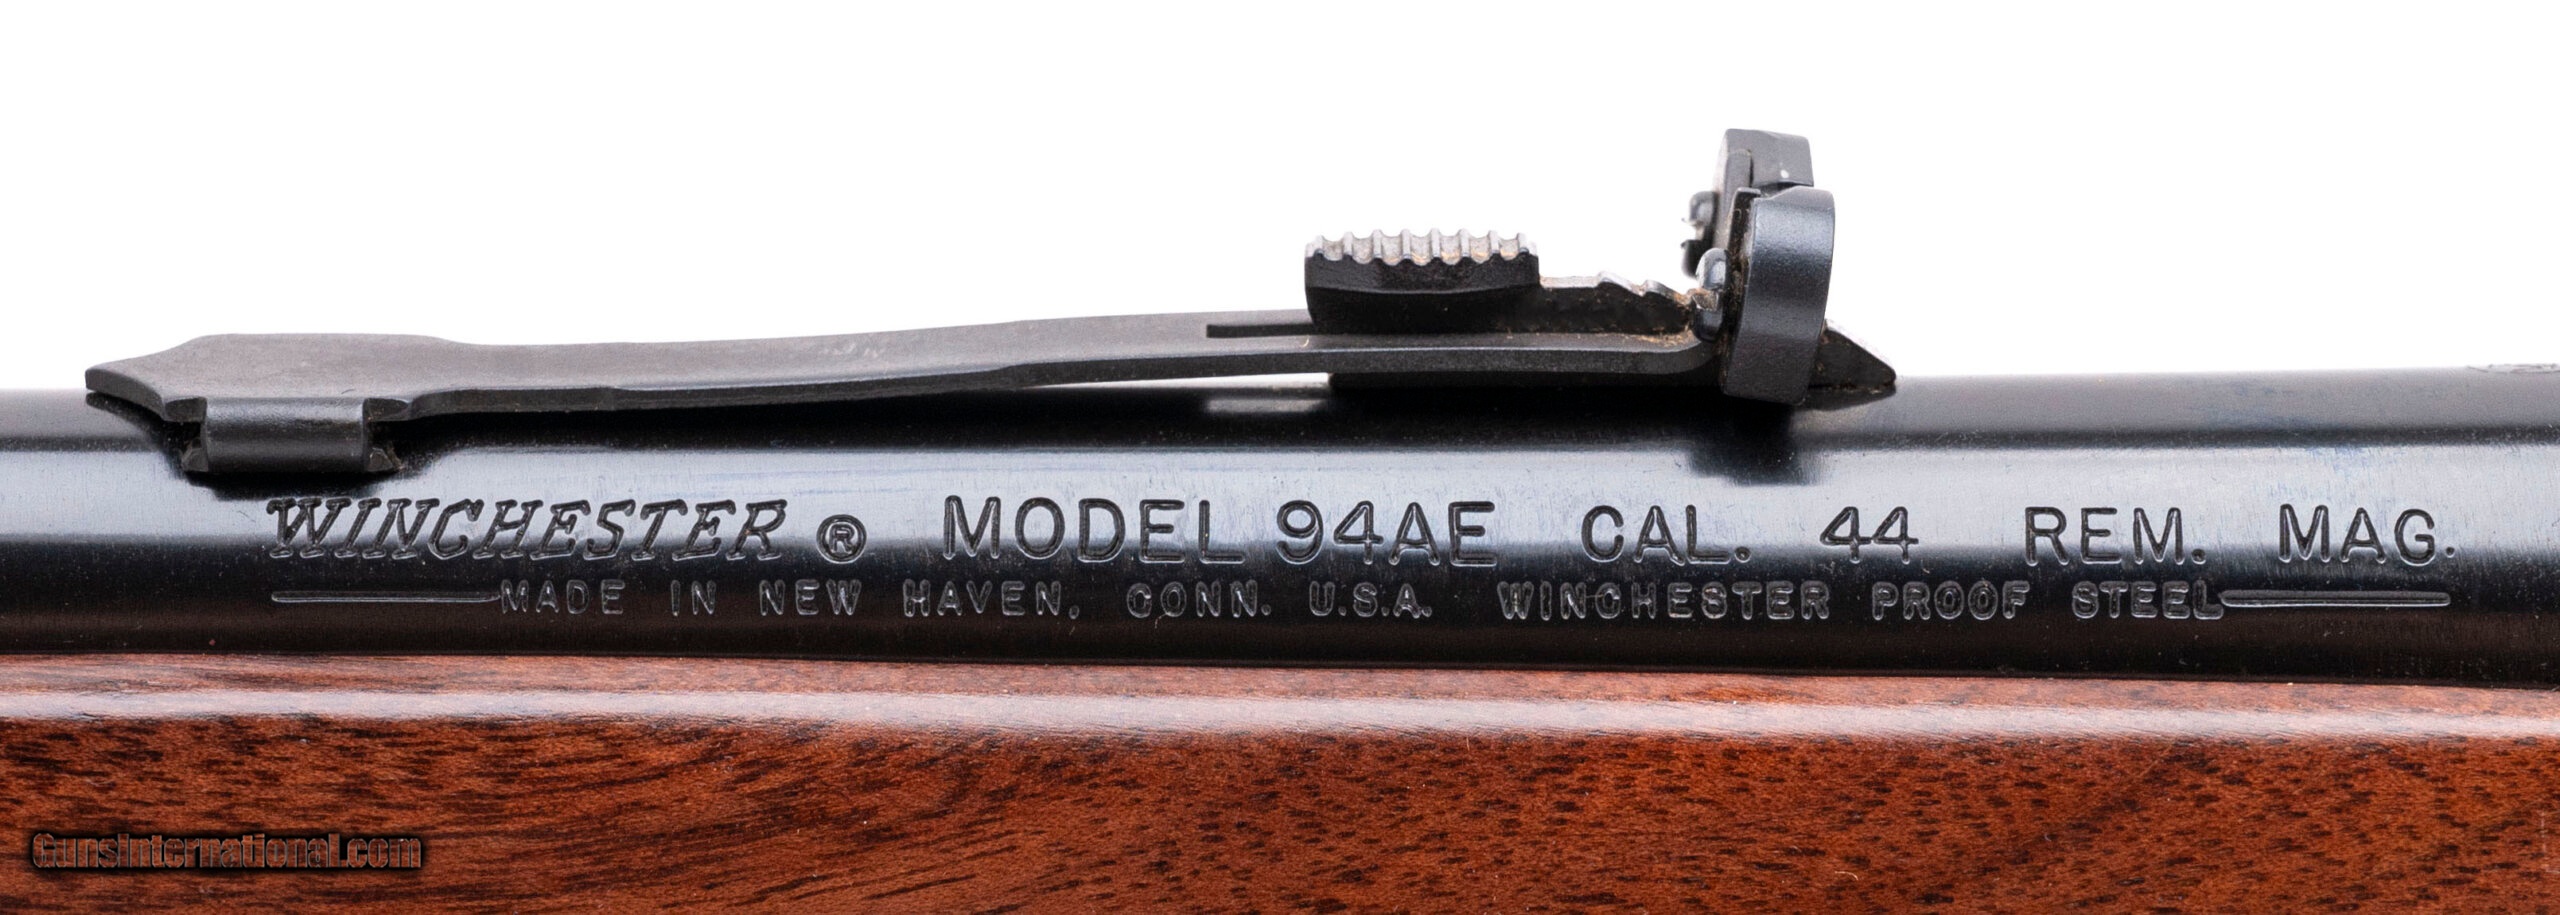 WINCHESTER ® MODEL 94AE CAL. 44 REM. MAG.
MADE IN NEW HAVEN, CONN. U.S.A. WINCHESTER PROOF STEEL
GunsInternational.com